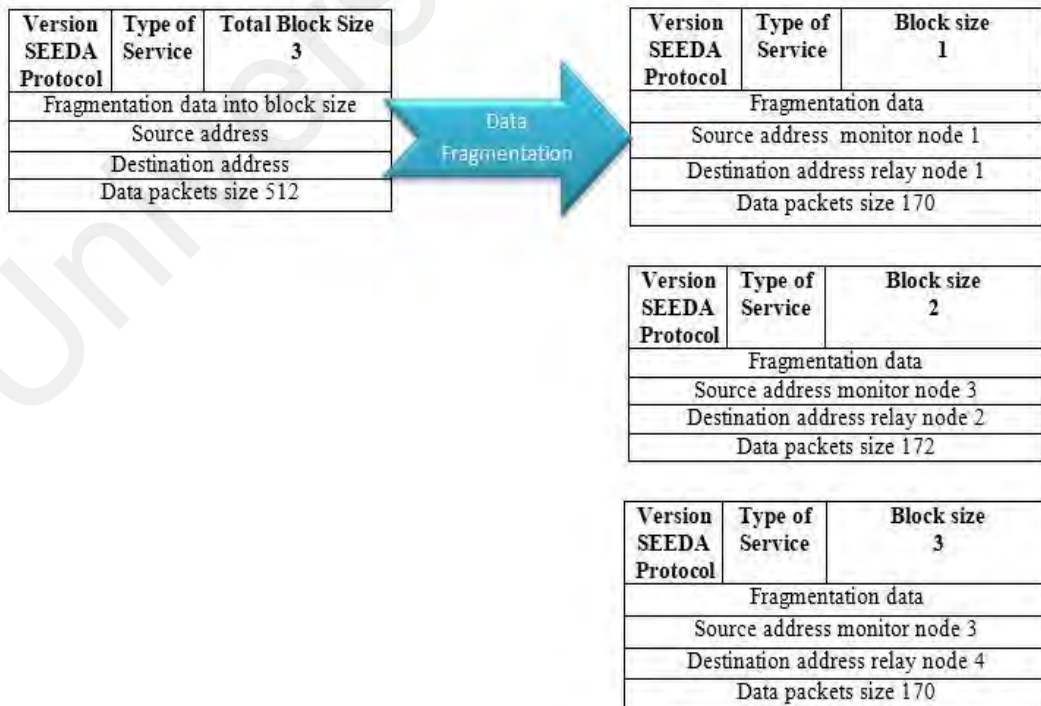 Version SEEDA Protocol
Type of Service
Total Block Size 3
Fragmentation data into block size
Source address
Destination address
Data packets size 512
Data
Fragmentation
Version SEEDA Protocol
Type of Service
Block size 1
Fragmentation data
Source address monitor node 1
Destination address relay node 1
Data packets size 170
Version SEEDA Protocol
Type of Service
Block size 2
Fragmentation data
Source address monitor node 3
Destination address relay node 2
Data packets size 172
Version SEEDA Protocol
Type of Service
Block size 3
Fragmentation data
Source address monitor node 3
Destination address relay node 4
Data packets size 170
Univers